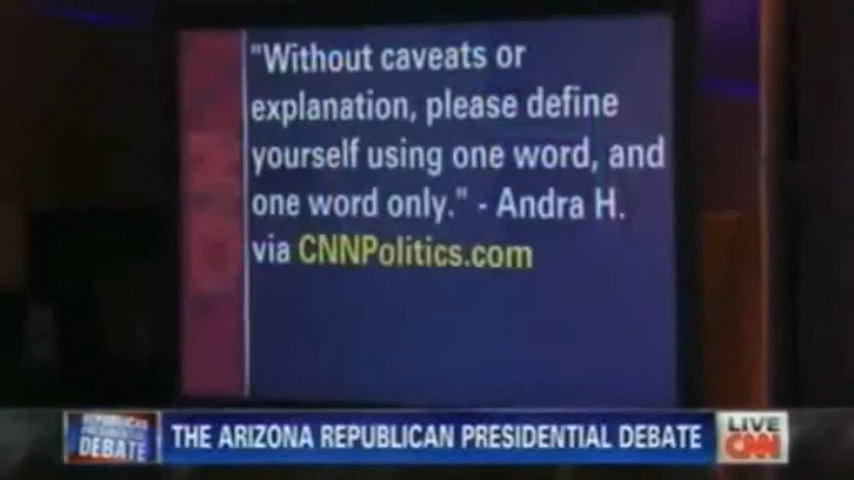 "Without caveats or
explanation, please define
yourself using one word, and
one word only." - Andra H.
via CNNPolitics.com
REPUBLICAN
PRESIDENTIAL
DEBATE
THE ARIZONA REPUBLICAN PRESIDENTIAL DEBATE
LIVE
CNN